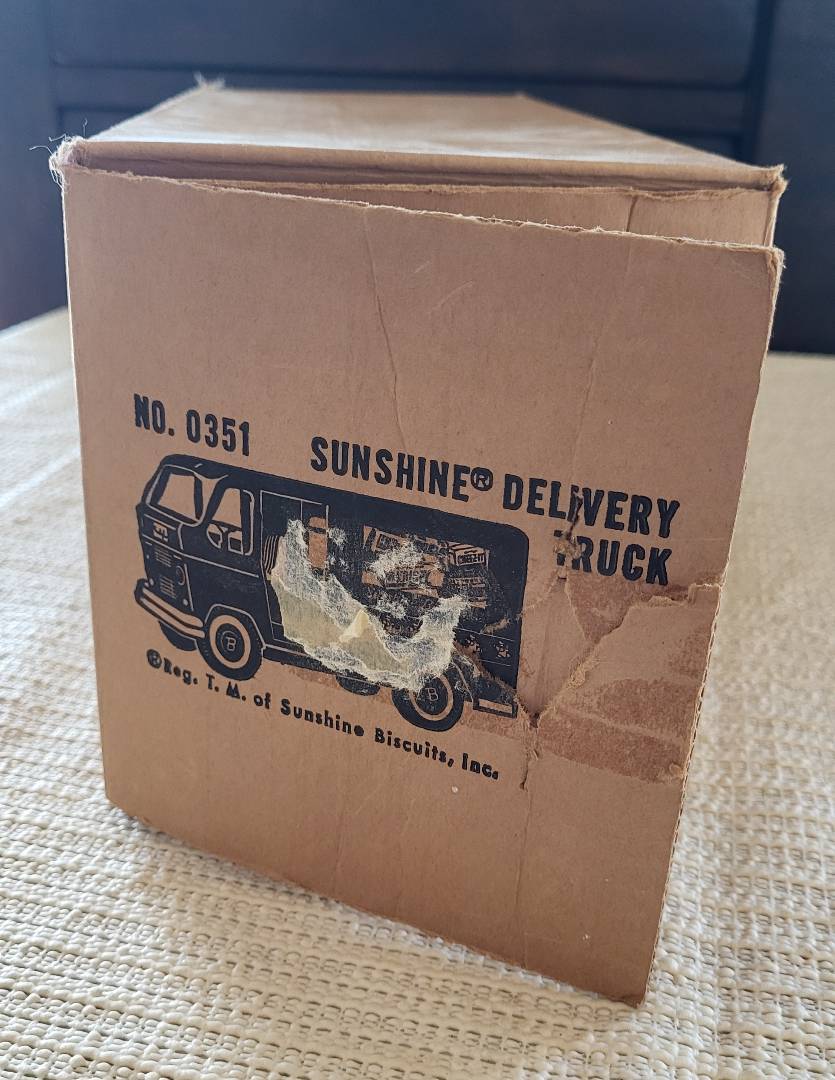 NO. 0351
SUNSHINE® DELIVERY
TRUCK
B
B
®Reg. T. M. of Sunshine Biscuits, Inc.